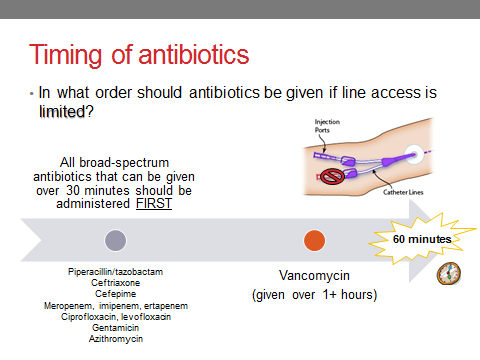 Timing of antibiotics
• In what order should antibiotics be given if line access is
limited?
Injection
Ports
Catheter Lines
All broad-spectrum
antibiotics that can be given
over 30 minutes should be
administered FIRST
60 minutes
Piperacillin/tazobactam
Ceftriaxone
Cefepime
Meropenem, imipenem, ertapenem
Ciprofloxacin, levofloxacin
Gentamicin
Azithromycin
Vancomycin
(given over 1+ hours)